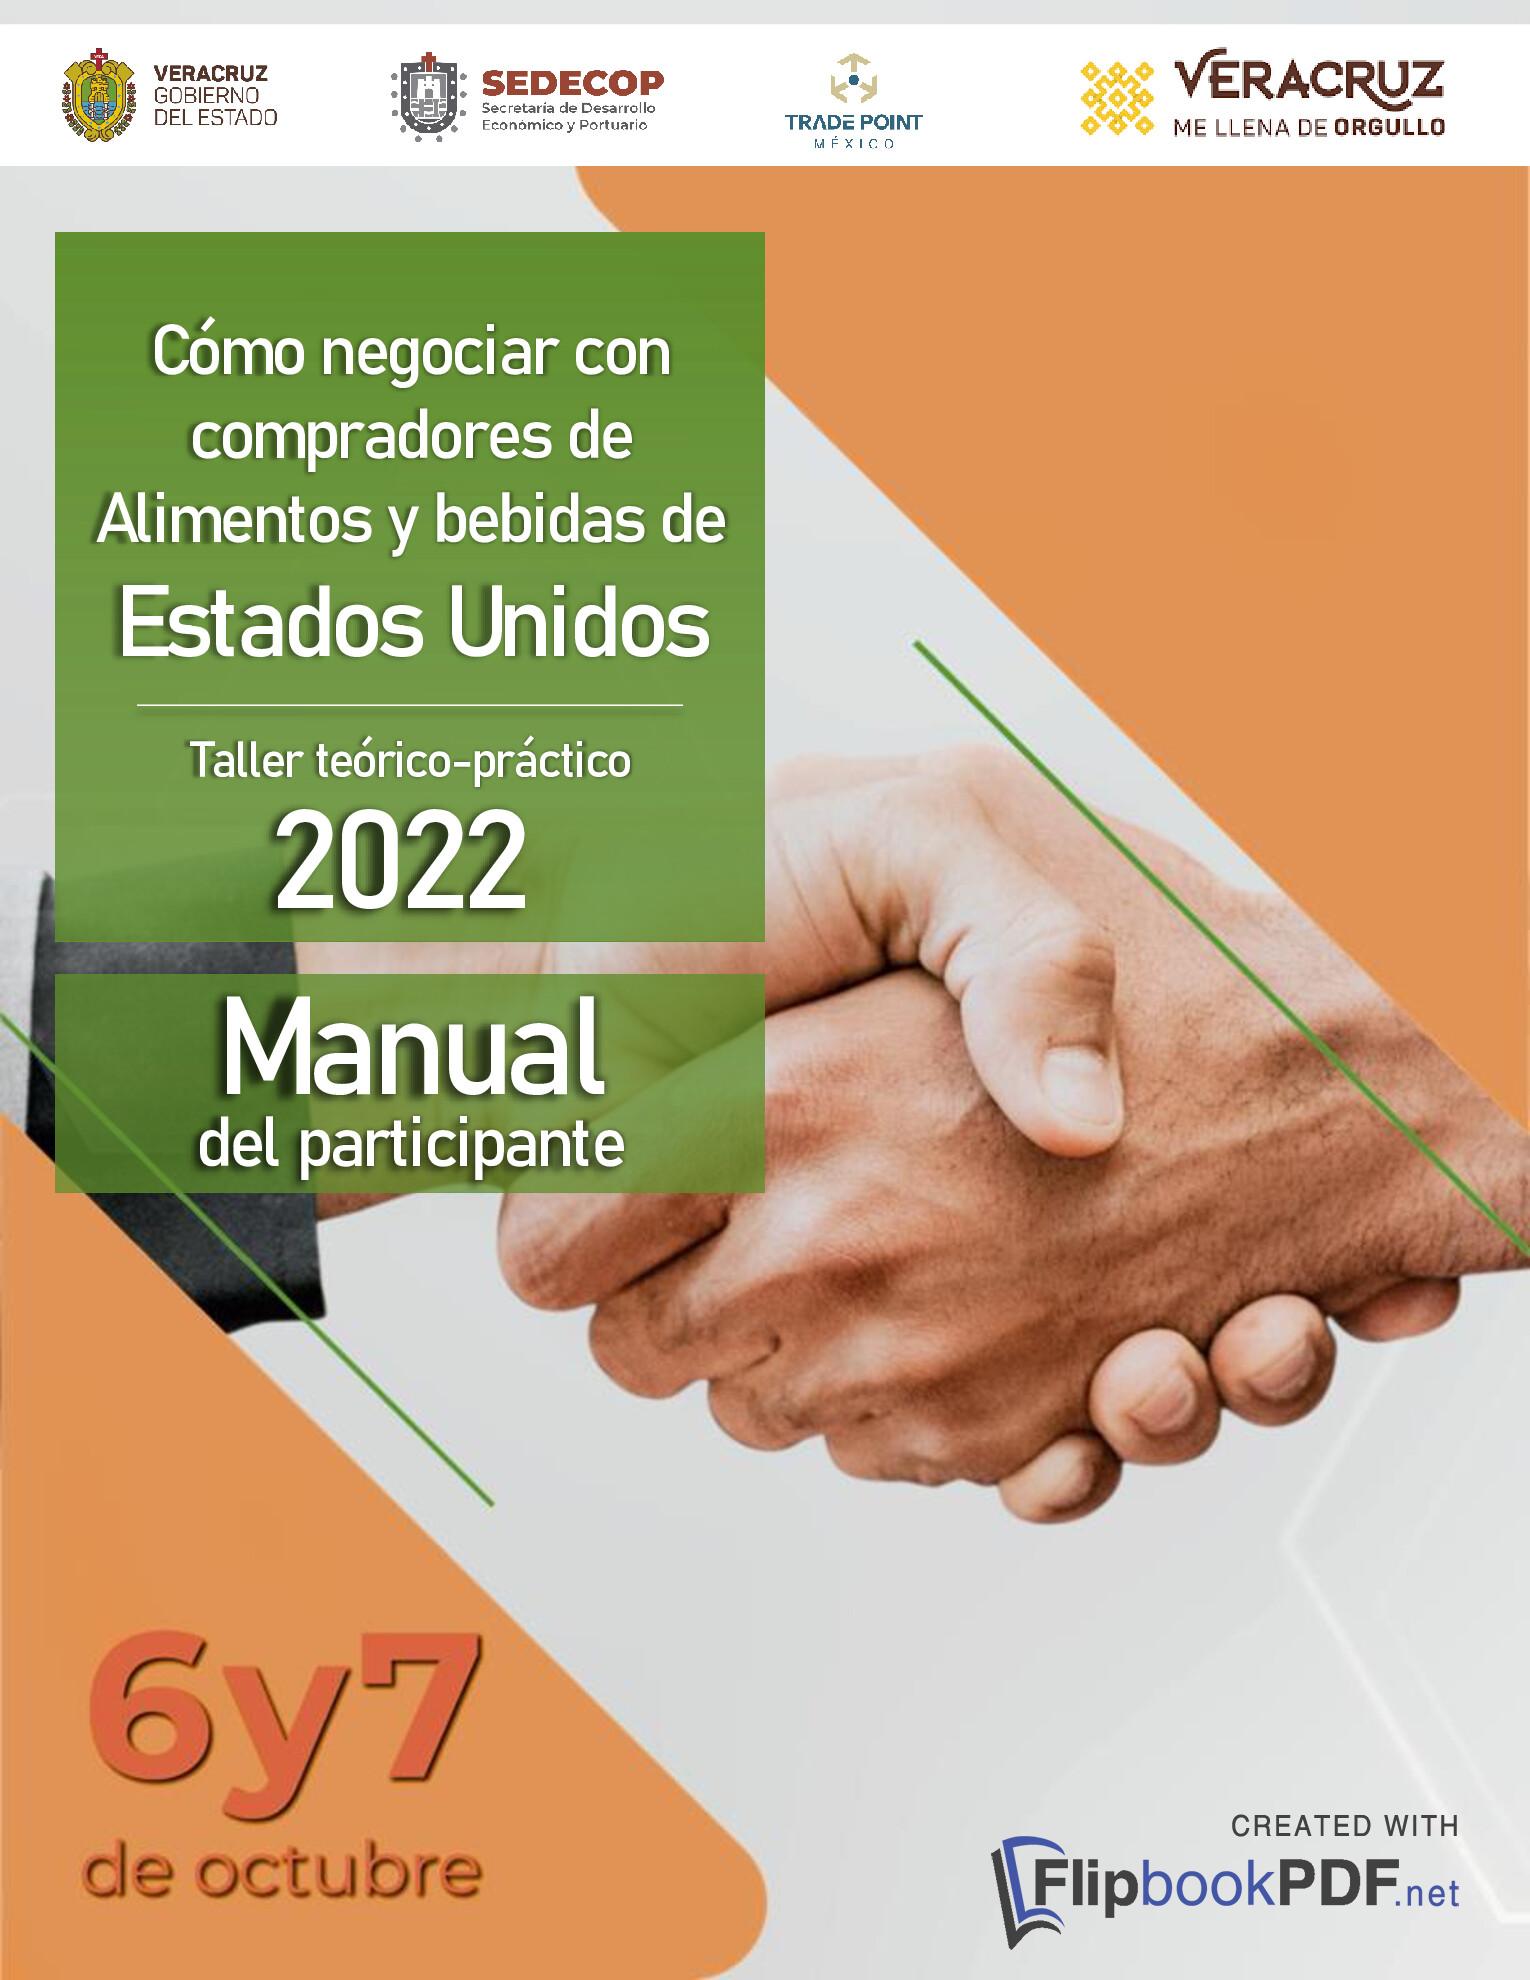 VERACRUZ
GOBIERNO
DEL ESTADO
SEDECOP
Secretaría de Desarrollo
Económico y Portuario
TRADE POINT
MÉXICO
VERACRUZ
ME LLENA DE ORGULLO
Cómo negociar con
compradores de
Alimentos y bebidas de
Estados Unidos
Taller teórico-práctico
2022
Manual
del participante
6y7
de octubre
CREATED WITH
FlipbookPDF.net